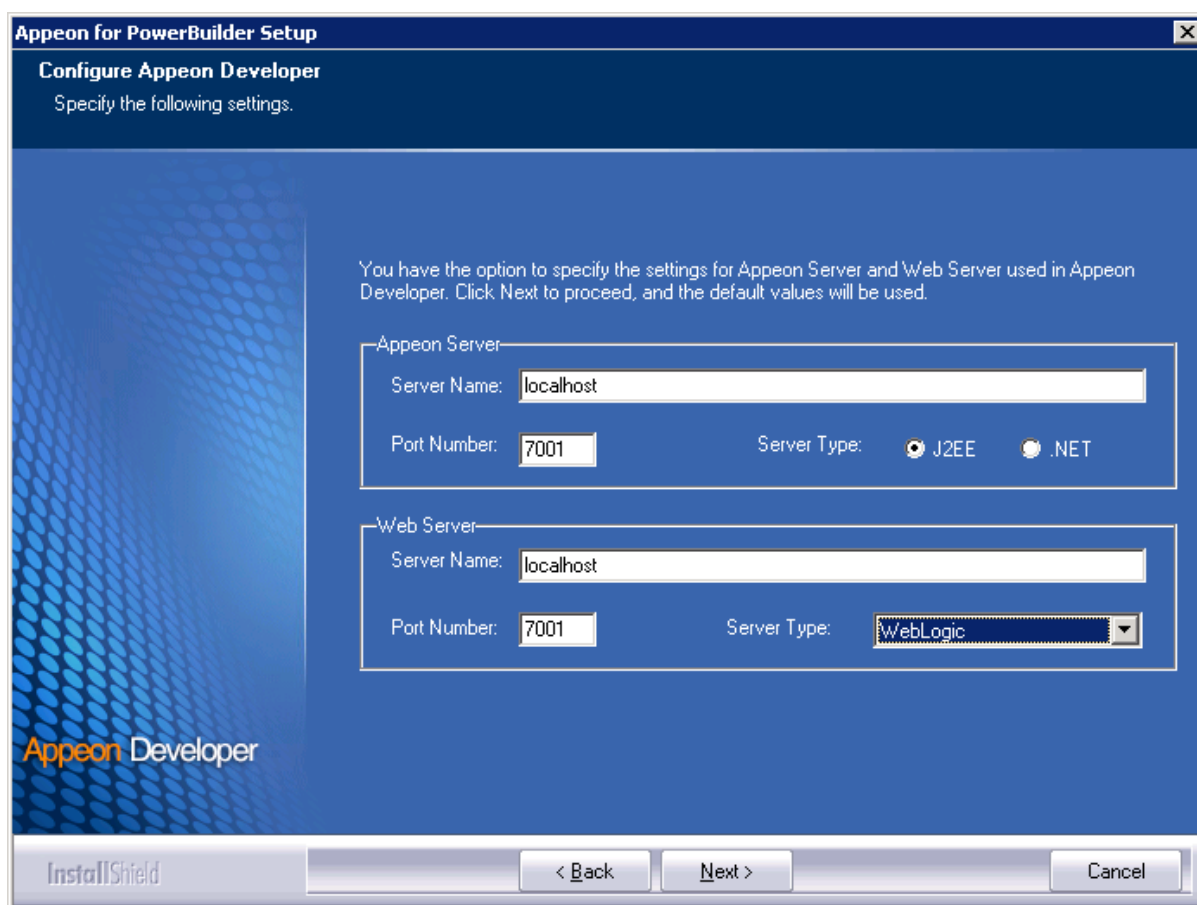 Appeon for PowerBuilder Setup
Configure Appeon Developer
Specify the following settings.
You have the option to specify the settings for Appeon Server and Web Server used in Appeon
Developer. Click Next to proceed, and the default values will be used.
Appeon Server
Server Name: localhost
Port Number: 7001 Server Type: J2EE .NET
Web Server
Server Name: localhost
Port Number: 7001 Server Type: WebLogic
Appeon Developer
InstallShield < Back Next > Cancel